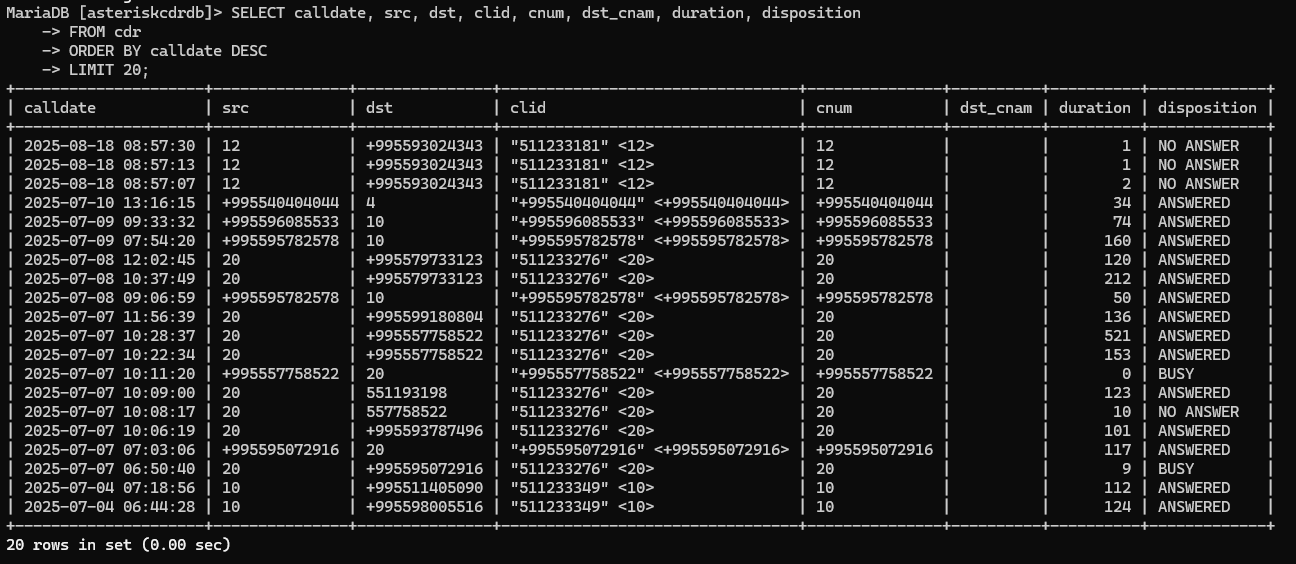 MariaDB [asteriskcdrdb]> SELECT calldate, src, dst, clid, cnum, dst_cnam, duration, disposition
    -> FROM cdr
    -> ORDER BY calldate DESC
    -> LIMIT 20;
+---------------------+---------------+---------------+---------------------------------+---------------+----------+----------+-------------+
| calldate            | src           | dst           | clid                            | cnum          | dst_cnam | duration | disposition |
+---------------------+---------------+---------------+---------------------------------+---------------+----------+----------+-------------+
| 2025-08-18 08:57:30 | 12            | +995593024343 | "511233181" <12>                | 12            |          |        1 | NO ANSWER   |
| 2025-08-18 08:57:13 | 12            | +995593024343 | "511233181" <12>                | 12            |          |        1 | NO ANSWER   |
| 2025-08-18 08:57:07 | 12            | +995593024343 | "511233181" <12>                | 12            |          |        2 | NO ANSWER   |
| 2025-07-10 13:16:15 | +995540404044 | 4             | "+995540404044" <+995540404044> | +995540404044 |          |       34 | ANSWERED    |
| 2025-07-09 09:33:32 | +995596085533 | 10            | "+995596085533" <+995596085533> | +995596085533 |          |       74 | ANSWERED    |
| 2025-07-09 07:54:20 | +995595782578 | 10            | "+995595782578" <+995595782578> | +995595782578 |          |      160 | ANSWERED    |
| 2025-07-08 12:02:45 | 20            | +995579733123 | "511233276" <20>                | 20            |          |      120 | ANSWERED    |
| 2025-07-08 10:37:49 | 20            | +995579733123 | "511233276" <20>                | 20            |          |      212 | ANSWERED    |
| 2025-07-08 09:06:59 | +995595782578 | 10            | "+995595782578" <+995595782578> | +995595782578 |          |       50 | ANSWERED    |
| 2025-07-07 11:56:39 | 20            | +995599180804 | "511233276" <20>                | 20            |          |      136 | ANSWERED    |
| 2025-07-07 10:28:37 | 20            | +995557758522 | "511233276" <20>                | 20            |          |      521 | ANSWERED    |
| 2025-07-07 10:22:34 | 20            | +995557758522 | "511233276" <20>                | 20            |          |      153 | ANSWERED    |
| 2025-07-07 10:11:20 | +995557758522 | 20            | "+995557758522" <+995557758522> | +995557758522 |          |        0 | BUSY        |
| 2025-07-07 10:09:00 | 20            | 551193198     | "511233276" <20>                | 20            |          |      123 | ANSWERED    |
| 2025-07-07 10:08:17 | 20            | 557758522     | "511233276" <20>                | 20            |          |       10 | NO ANSWER   |
| 2025-07-07 10:06:19 | 20            | +995593787496 | "511233276" <20>                | 20            |          |      101 | ANSWERED    |
| 2025-07-07 07:03:06 | +995595072916 | 20            | "+995595072916" <+995595072916> | +995595072916 |          |      117 | ANSWERED    |
| 2025-07-07 06:50:40 | 20            | +995595072916 | "511233276" <20>                | 20            |          |        9 | BUSY        |
| 2025-07-04 07:18:56 | 10            | +995511405090 | "511233349" <10>                | 10            |          |      112 | ANSWERED    |
| 2025-07-04 06:44:28 | 10            | +995598005516 | "511233349" <10>                | 10            |          |      124 | ANSWERED    |
+---------------------+---------------+---------------+---------------------------------+---------------+----------+----------+-------------+
20 rows in set (0.00 sec)